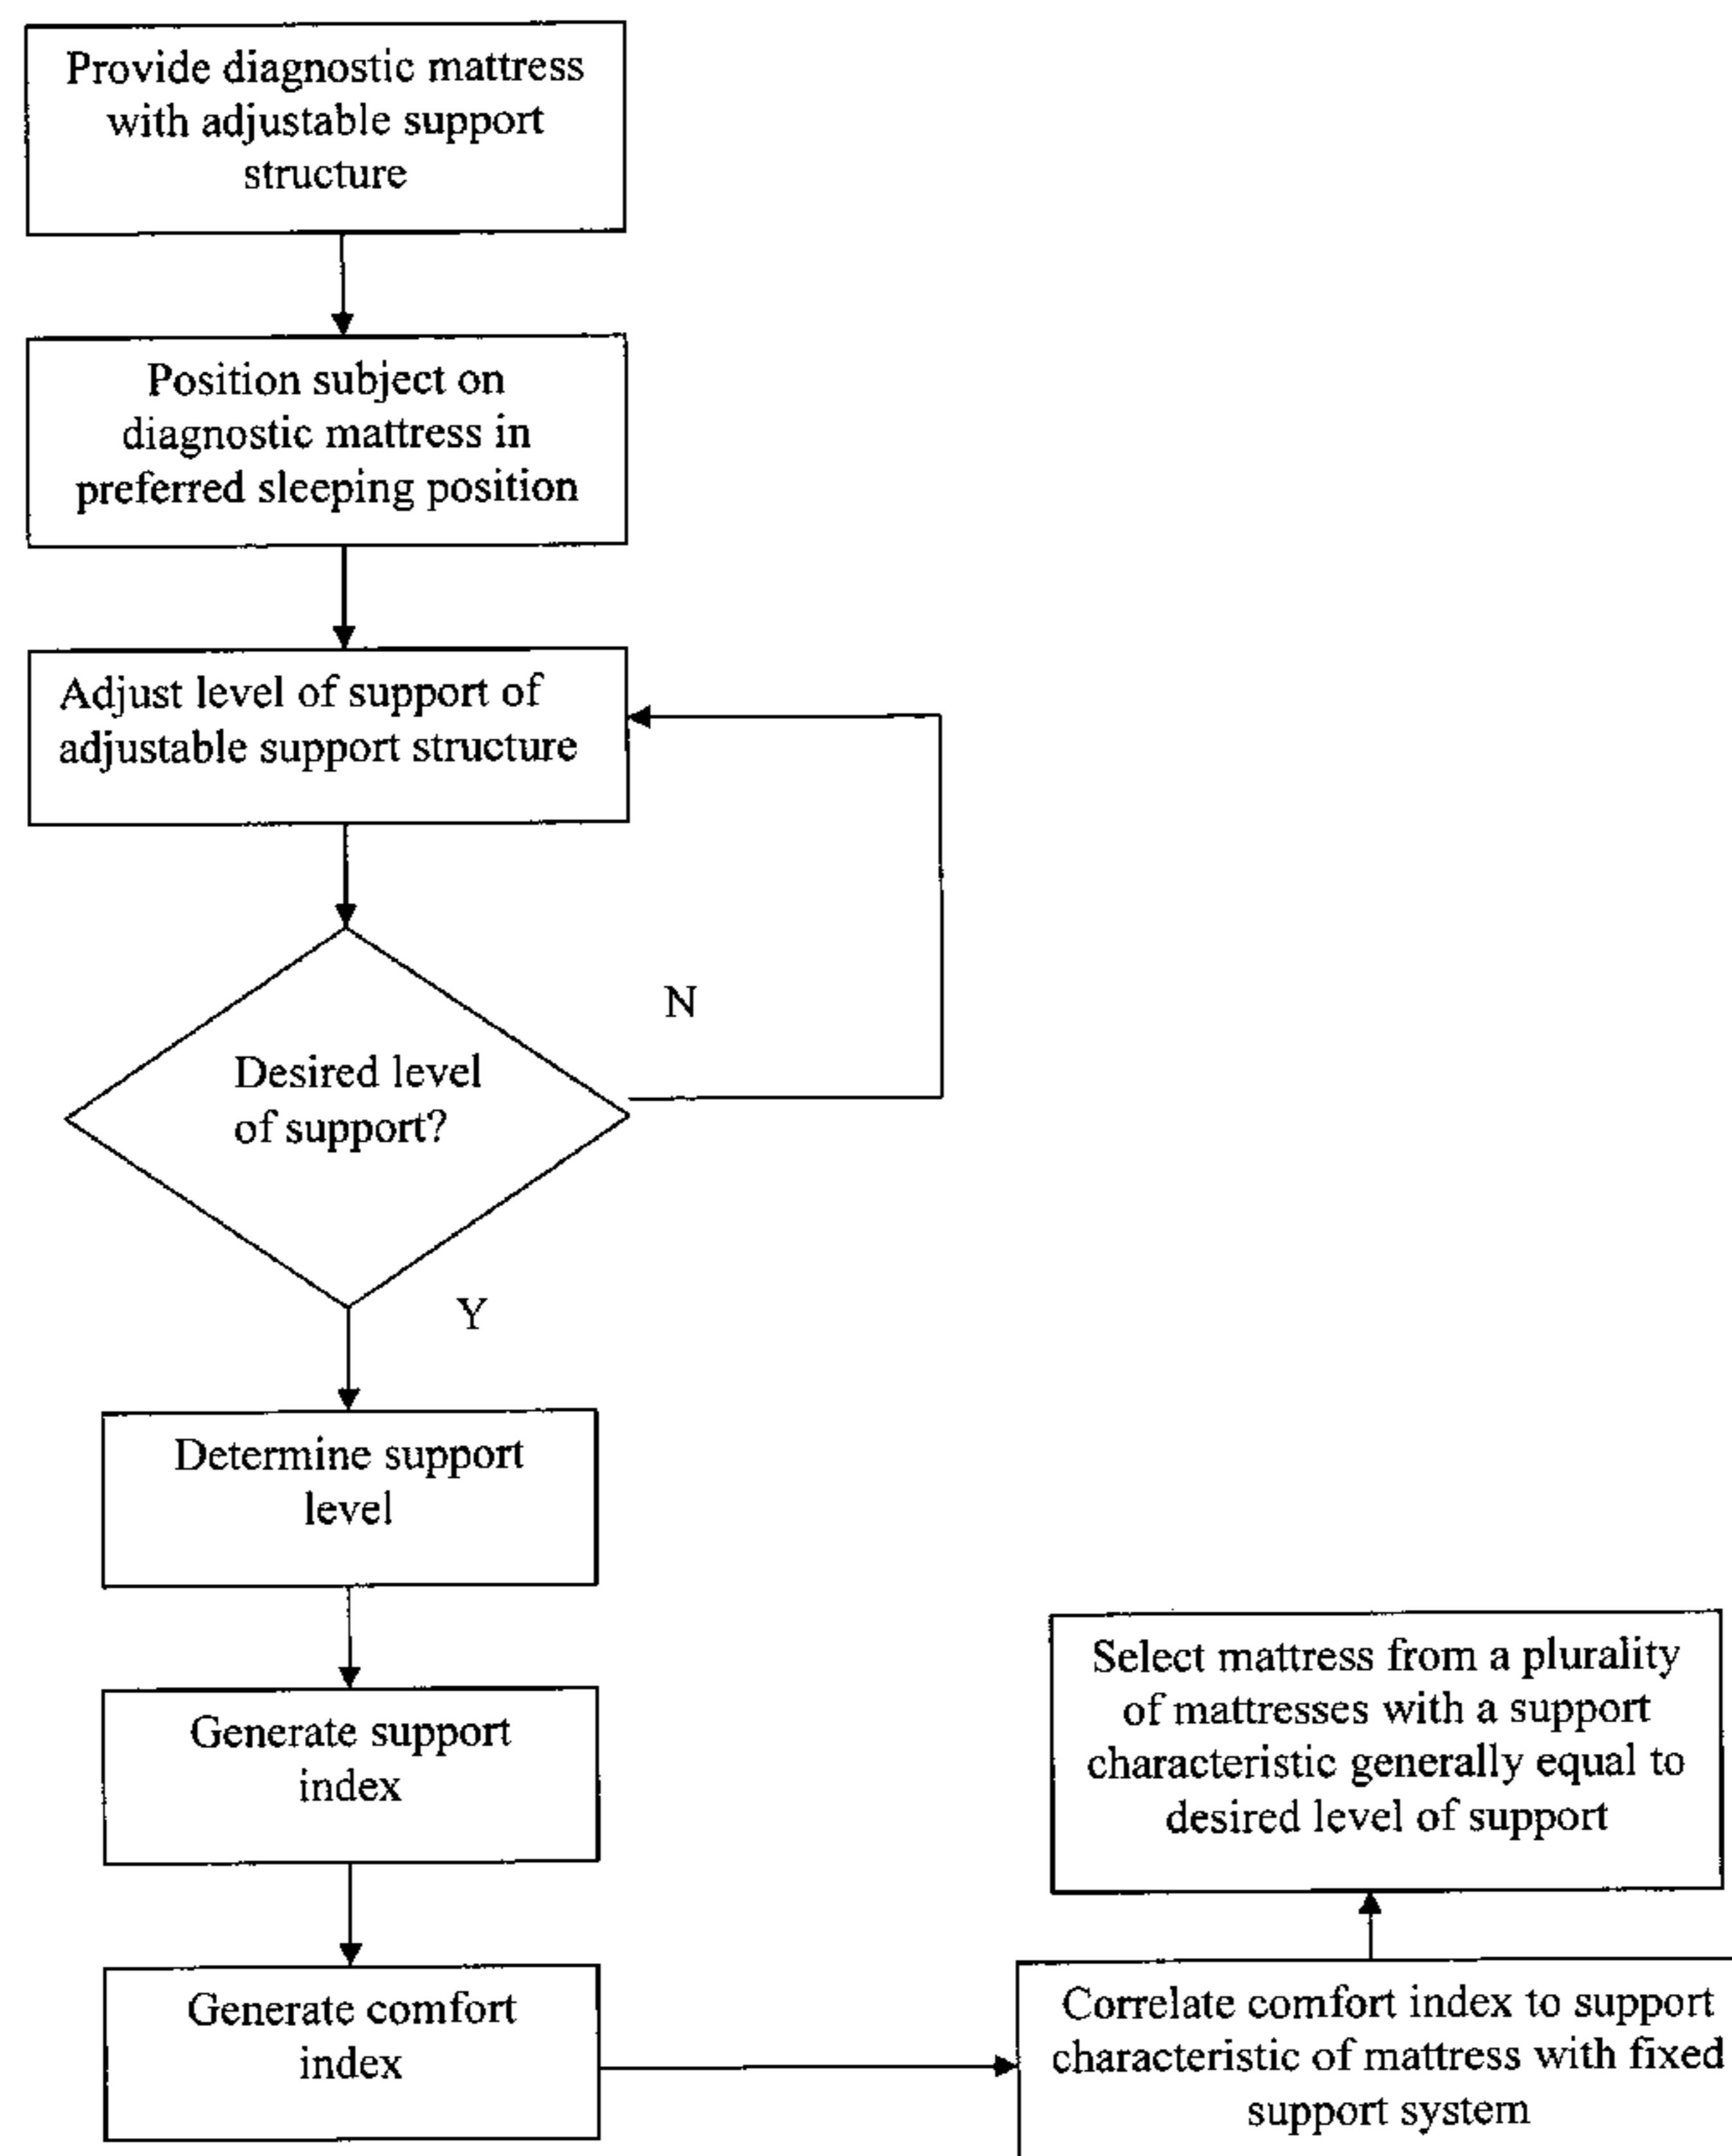 Provide diagnostic mattress
with adjustable support
structure
Position subject on
diagnostic mattress in
preferred sleeping position
Adjust level of support of
adjustable support structure
N
Desired level
of support?
Y
Determine support
level
Generate support
index
Generate comfort
index
Correlate comfort index to support
characteristic of mattress with fixed
support system
Select mattress from a plurality
of mattresses with a support
characteristic generally equal to
desired level of support